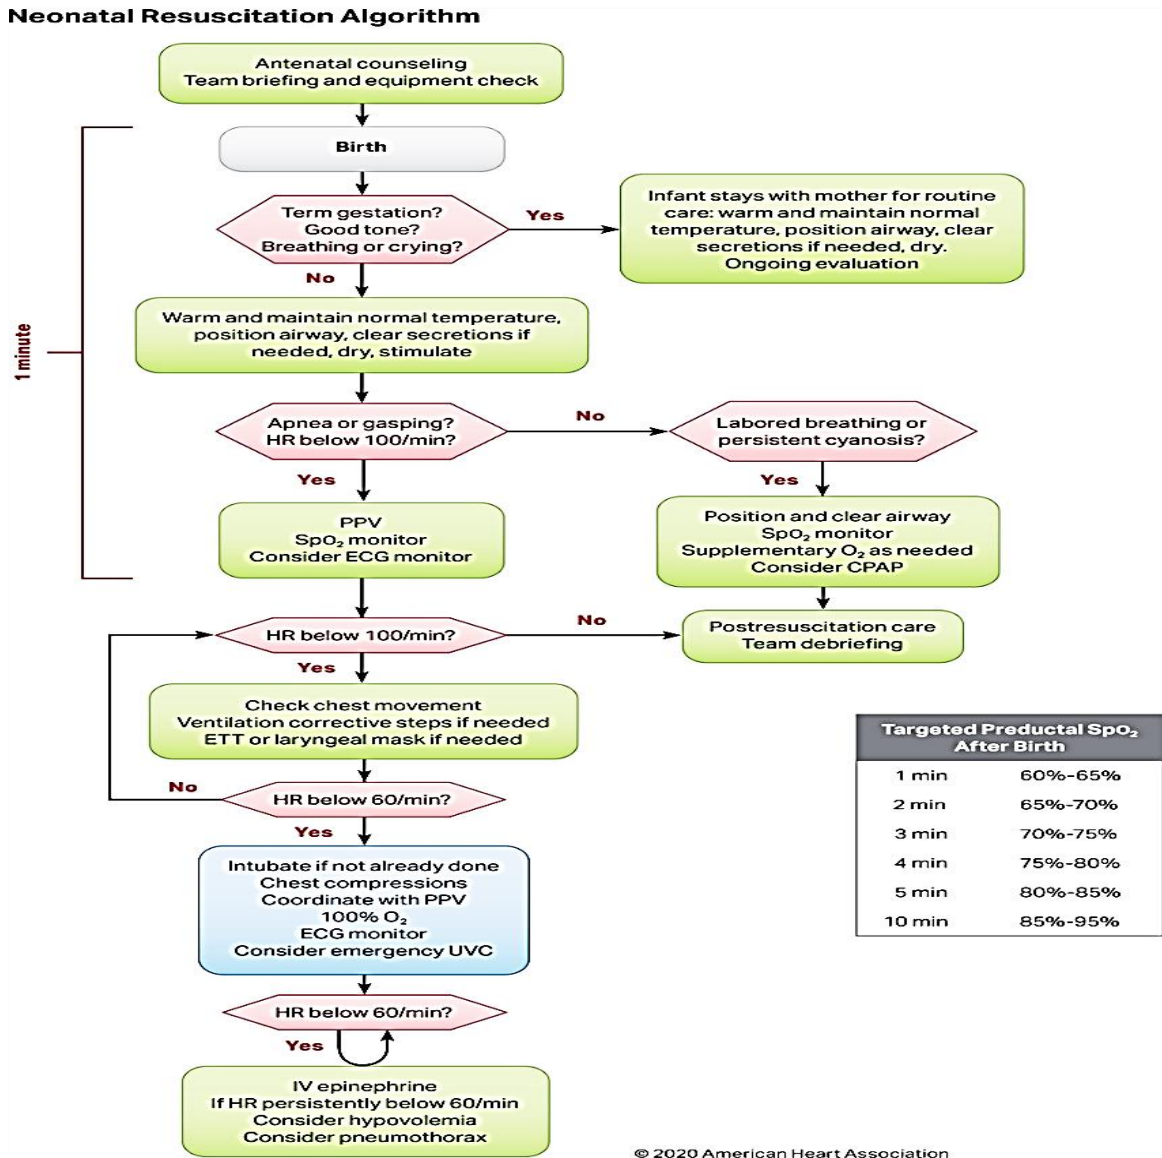 Neonatal Resuscitation Algorithm
Antenatal counseling
Team briefing and equipment check
1 minute
Birth
Term gestation?
Good tone?
Breathing or crying?
Yes
Infant stays with mother for routine
care: warm and maintain normal
temperature, position airway, clear
secretions if needed, dry.
Ongoing evaluation
No
Warm and maintain normal temperature,
position airway, clear secretions if
needed, dry, stimulate
Apnea or gasping?
HR below 100/min?
No
Labored breathing or
persistent cyanosis?
Yes
PPV
SpO₂ monitor
Consider ECG monitor
Yes
Position and clear airway
SpO₂ monitor
Supplementary O₂ as needed
Consider CPAP
HR below 100/min?
No
Postresuscitation care
Team debriefing
Yes
Check chest movement
Ventilation corrective steps if needed
ETT or laryngeal mask if needed
HR below 60/min?
No
Yes
Intubate if not already done
Chest compressions
Coordinate with PPV
100% O₂
ECG monitor
Consider emergency UVC
HR below 60/min?
Yes
IV epinephrine
If HR persistently below 60/min
Consider hypovolemia
Consider pneumothorax
Targeted Preductal SpO₂
After Birth
1 min 60%-65%
2 min 65%-70%
3 min 70%-75%
4 min 75%-80%
5 min 80%-85%
10 min 85%-95%
© 2020 American Heart Association